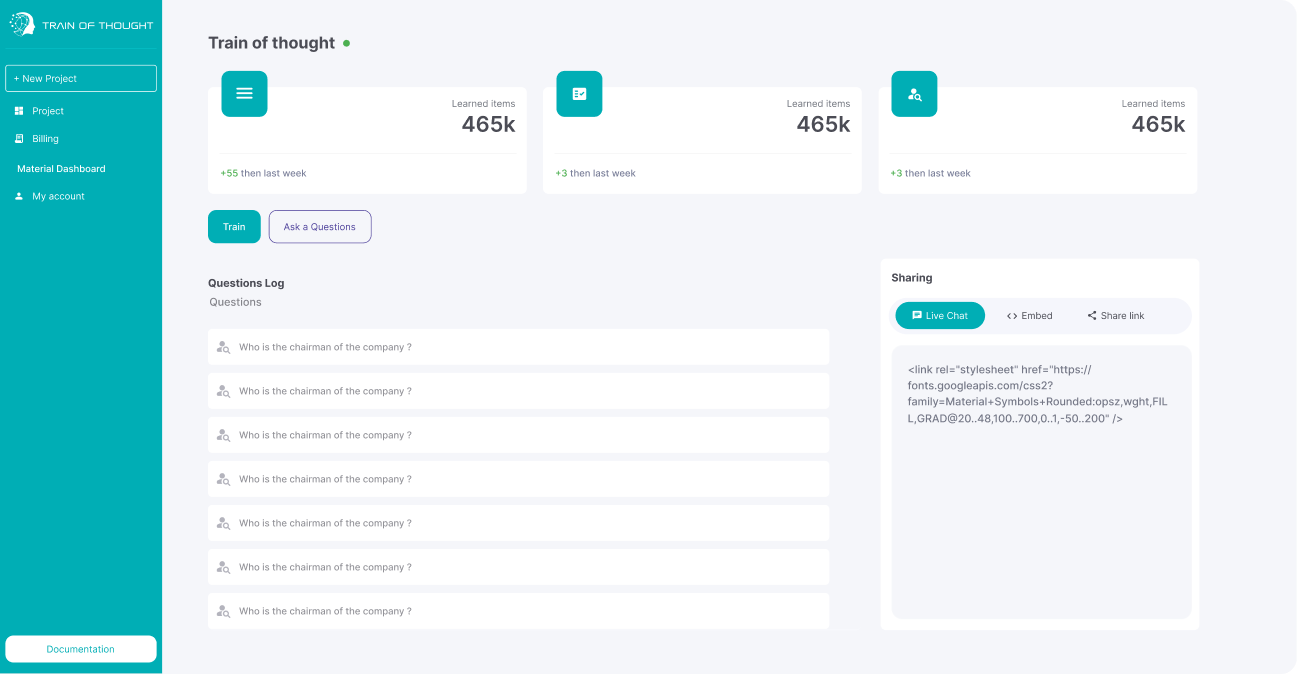 TRAIN OF THOUGHT
+ New Project
Project
Billing
Material Dashboard
My account
Documentation
Train of thought
Learned items
465k
+55 then last week
Learned items
465k
+3 then last week
Learned items
465k
+3 then last week
Train
Ask a Questions
Questions Log
Questions
Who is the chairman of the company ?
Who is the chairman of the company ?
Who is the chairman of the company ?
Who is the chairman of the company ?
Who is the chairman of the company ?
Who is the chairman of the company ?
Who is the chairman of the company ?
Sharing
Live Chat
Embed
Share link
<link rel="stylesheet" href="https://
fonts.googleapis.com/css2?
family=Material+Symbols+Rounded:opsz,wght,FIL
L,GRAD@20..48,100..700,0..1,-50..200" />